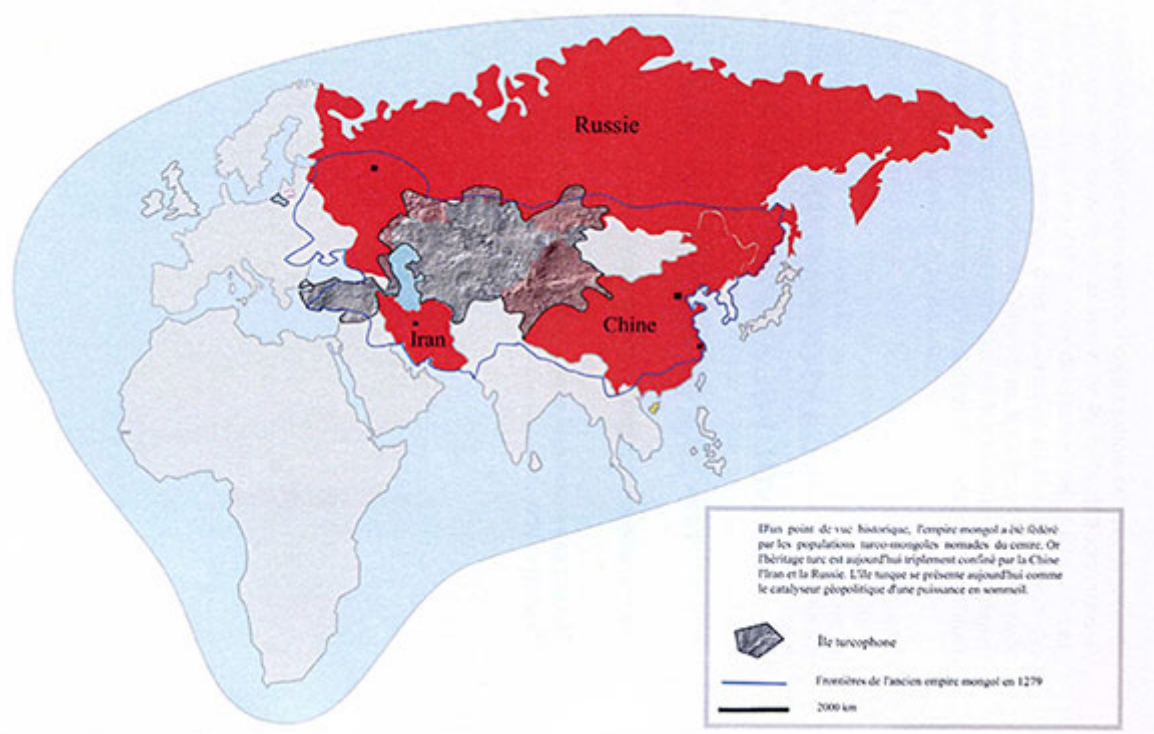 Russie
Chine
Iran
D'un point de vue historique, l'empire mongol a été fédéré
par les populations turco-mongoles nomades du centre. Or
l'héritage turc est aujourd'hui triplement confiné par la Chine
l'Iran et la Russie. L'île turque se présente aujourd'hui comme
le catalyseur géopolitique d'une puissance en sommeil.
Île turcophone
Frontières de l'ancien empire mongol en 1279
2000 km